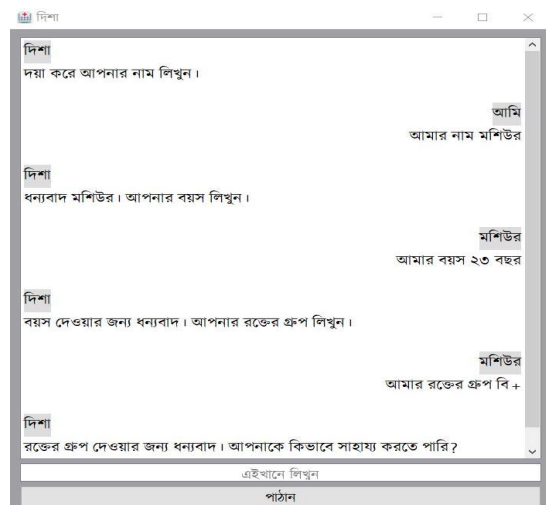 দিশা
দিশা
দয়া করে আপনার নাম লিখুন।
আমি
আমার নাম মশিউর
দিশা
ধন্যবাদ মশিউর। আপনার বয়স লিখুন।
মশিউর
আমার বয়স ২৩ বছর
দিশা
বয়স দেওয়ার জন্য ধন্যবাদ। আপনার রক্তের গ্রুপ লিখুন।
মশিউর
আমার রক্তের গ্রুপ বি +
দিশা
রক্তের গ্রুপ দেওয়ার জন্য ধন্যবাদ। আপনাকে কিভাবে সাহায্য করতে পারি?
এইখানে লিখুন
পাঠান